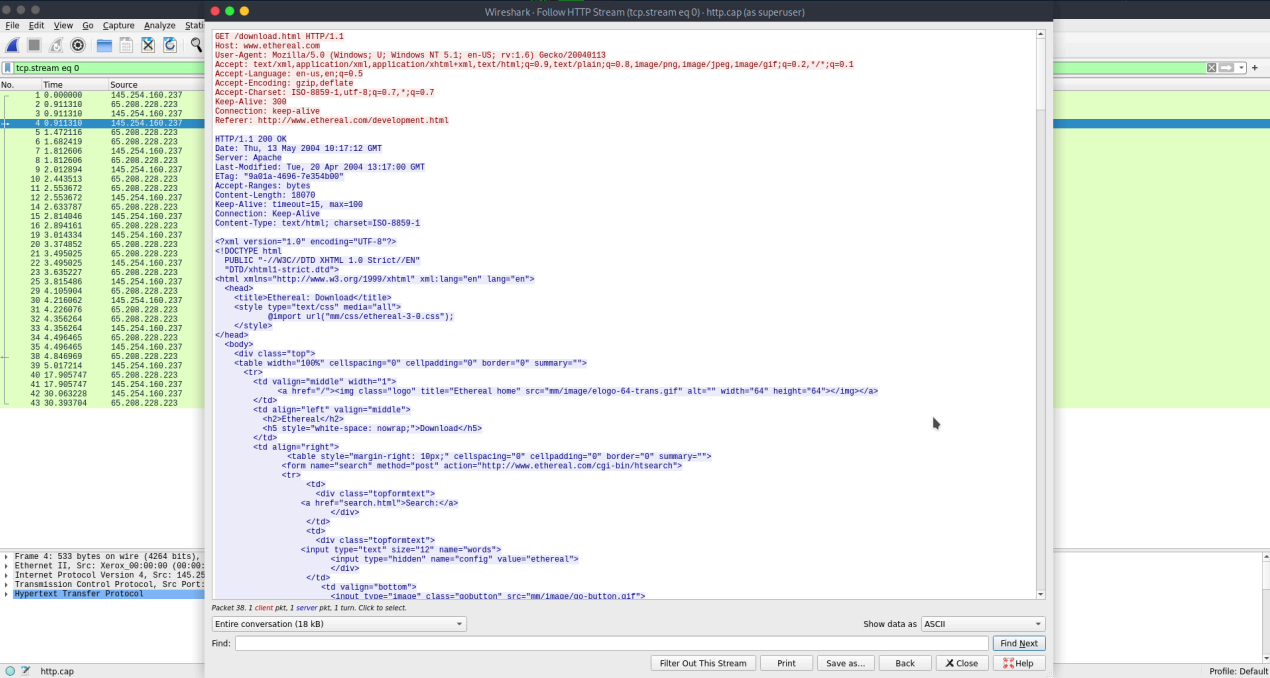 Wireshark · Follow HTTP Stream (tcp.stream eq 0) · http.cap (as superuser)
File Edit View Go Capture Analyze Stati
tcp.stream eq 0
No. Time Source
1 0.000000 145.254.160.237
2 0.911310 65.208.228.223
3 0.911310 145.254.160.237
4 0.911310 145.254.160.237
5 1.472116 65.208.228.223
6 1.682419 65.208.228.223
7 1.812606 145.254.160.237
8 1.812606 65.208.228.223
9 2.012894 145.254.160.237
10 2.443513 65.208.228.223
11 2.553672 65.208.228.223
12 2.553672 145.254.160.237
14 2.633787 65.208.228.223
15 2.814046 145.254.160.237
16 2.894161 65.208.228.223
19 3.014334 145.254.160.237
20 3.374852 65.208.228.223
21 3.495025 65.208.228.223
22 3.495025 145.254.160.237
23 3.635227 65.208.228.223
25 3.815486 145.254.160.237
29 4.105904 65.208.228.223
30 4.216062 145.254.160.237
31 4.226076 65.208.228.223
32 4.356264 65.208.228.223
33 4.356264 145.254.160.237
34 4.496465 65.208.228.223
35 4.496465 145.254.160.237
38 4.846969 65.208.228.223
39 5.017214 145.254.160.237
40 17.905747 65.208.228.223
41 17.905747 145.254.160.237
42 30.063228 145.254.160.237
43 30.393704 65.208.228.223
GET /download.html HTTP/1.1
Host: www.ethereal.com
User-Agent: Mozilla/5.0 (Windows; U; Windows NT 5.1; en-US; rv:1.6) Gecko/20040113
Accept: text/xml,application/xml,application/xhtml+xml,text/html;q=0.9,text/plain;q=0.8,image/png,image/jpeg,image/gif;q=0.2,*/*;q=0.1
Accept-Language: en-us,en;q=0.5
Accept-Encoding: gzip,deflate
Accept-Charset: ISO-8859-1,utf-8;q=0.7,*;q=0.7
Keep-Alive: 300
Connection: keep-alive
Referer: http://www.ethereal.com/development.html
HTTP/1.1 200 OK
Date: Thu, 13 May 2004 10:17:12 GMT
Server: Apache
Last-Modified: Tue, 20 Apr 2004 13:17:00 GMT
ETag: "9a01a-4696-7e354b00"
Accept-Ranges: bytes
Content-Length: 18070
Keep-Alive: timeout=15, max=100
Connection: Keep-Alive
Content-Type: text/html; charset=ISO-8859-1
<?xml version="1.0" encoding="UTF-8"?>
<!DOCTYPE html
PUBLIC "-//W3C//DTD XHTML 1.0 Strict//EN"
"DTD/xhtml1-strict.dtd">
<html xmlns="http://www.w3.org/1999/xhtml" xml:lang="en" lang="en">
<head>
<title>Ethereal: Download</title>
<style type="text/css" media="all">
@import url("mm/css/ethereal-3-0.css");
</style>
</head>
<body>
<div class="top">
<table width="100%" cellspacing="0" cellpadding="0" border="0" summary="">
<tr>
<td valign="middle" width="1">
<a href="/"><img class="logo" title="Ethereal home" src="mm/image/elogo-64-trans.gif" alt="" width="64" height="64"></img></a>
</td>
<td align="left" valign="middle">
<h2>Ethereal</h2>
<h5 style="white-space: nowrap;">Download</h5>
</td>
<td align="right">
<table style="margin-right: 10px;" cellspacing="0" cellpadding="0" border="0" summary="">
<form name="search" method="post" action="http://www.ethereal.com/cgi-bin/htsearch">
<tr>
<td>
<div class="topformtext">
<a href="search.html">Search:</a>
</div>
</td>
<td>
<div class="topformtext">
<input type="text" size="12" name="words">
<input type="hidden" name="config" value="ethereal">
</div>
</td>
<td valign="bottom">
<input type="image" class="gobutton" src="mm/image/go-button.gif">
Frame 4: 533 bytes on wire (4264 bits),
Ethernet II, Src: Xerox_00:00:00 (00:00:
Internet Protocol Version 4, Src: 145.25
Transmission Control Protocol, Src Port:
Hypertext Transfer Protocol
Packet 38. 1 client pkt, 1 server pkt, 1 turn. Click to select.
Entire conversation (18 kB) Show data as ASCII
Find: Find Next
Filter Out This Stream Print Save as... Back Close Help
http.cap Profile: Default